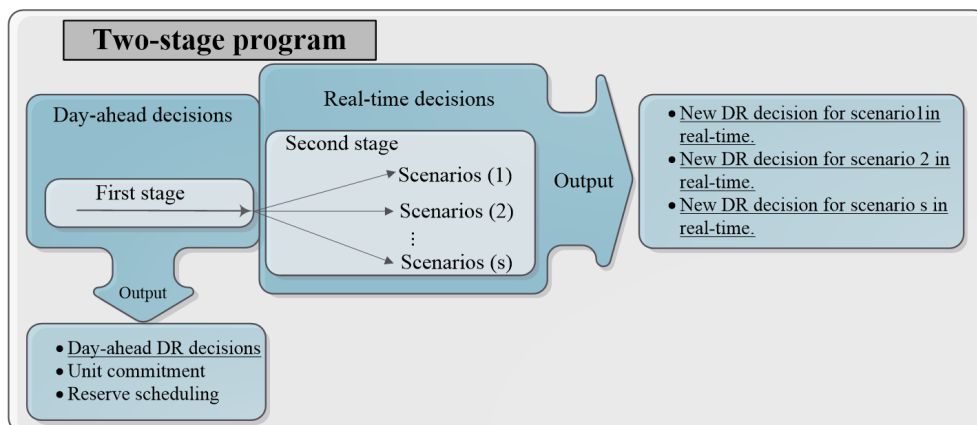 Two-stage program
Day-ahead decisions
First stage
Output
• Day-ahead DR decisions
• Unit commitment
• Reserve scheduling
Real-time decisions
Second stage
Scenarios (1)
Scenarios (2)
⋮
Scenarios (s)
Output
• New DR decision for scenario1in
real-time.
• New DR decision for scenario 2 in
real-time.
• New DR decision for scenario s in
real-time.